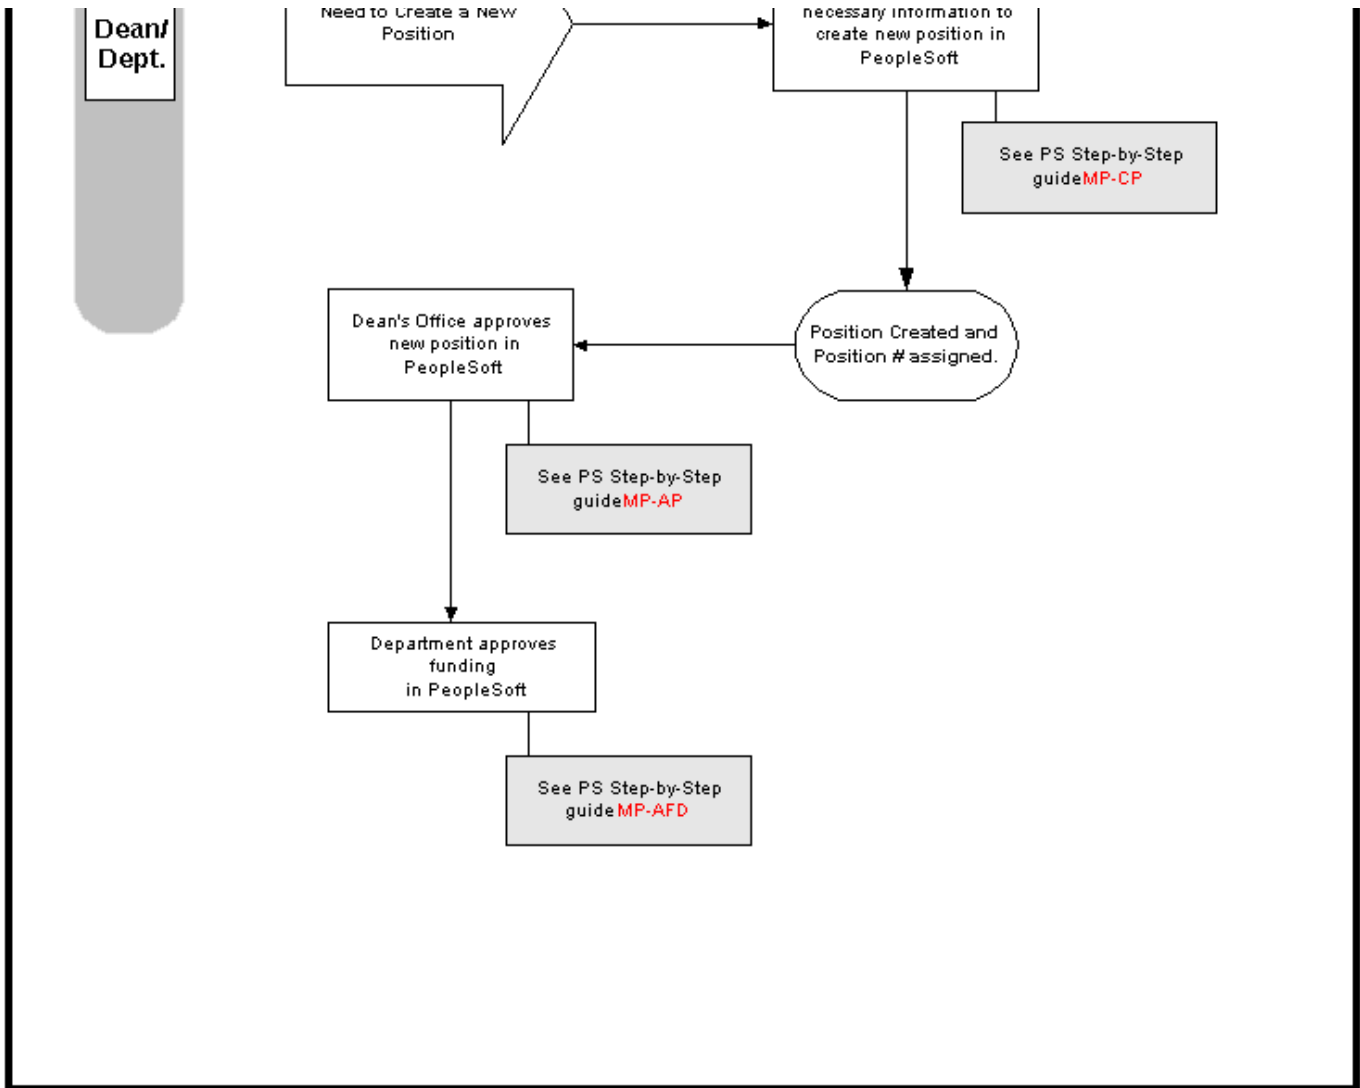 Dean/
Dept.
Need to Create a New
Position
necessary information to
create new position in
PeopleSoft
See PS Step-by-Step
guideMP-CP
Position Created and
Position # assigned.
Dean's Office approves
new position in
PeopleSoft
See PS Step-by-Step
guideMP-AP
Department approves
funding
in PeopleSoft
See PS Step-by-Step
guide MP-AFD